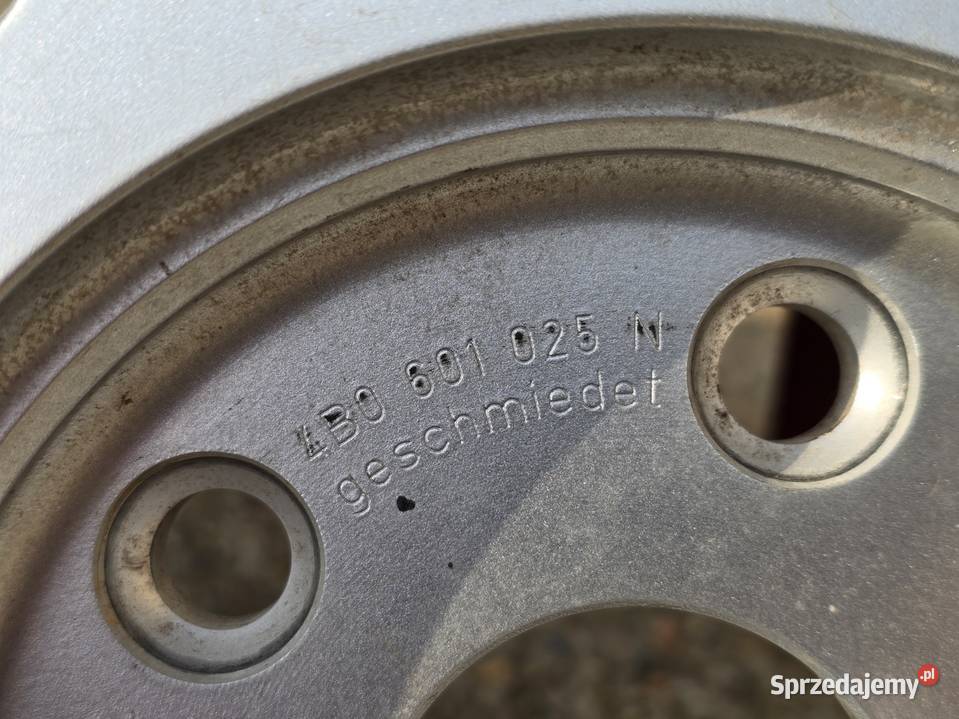 4B0 601 025 N
geschmiedet
Sprzedajemy.pl